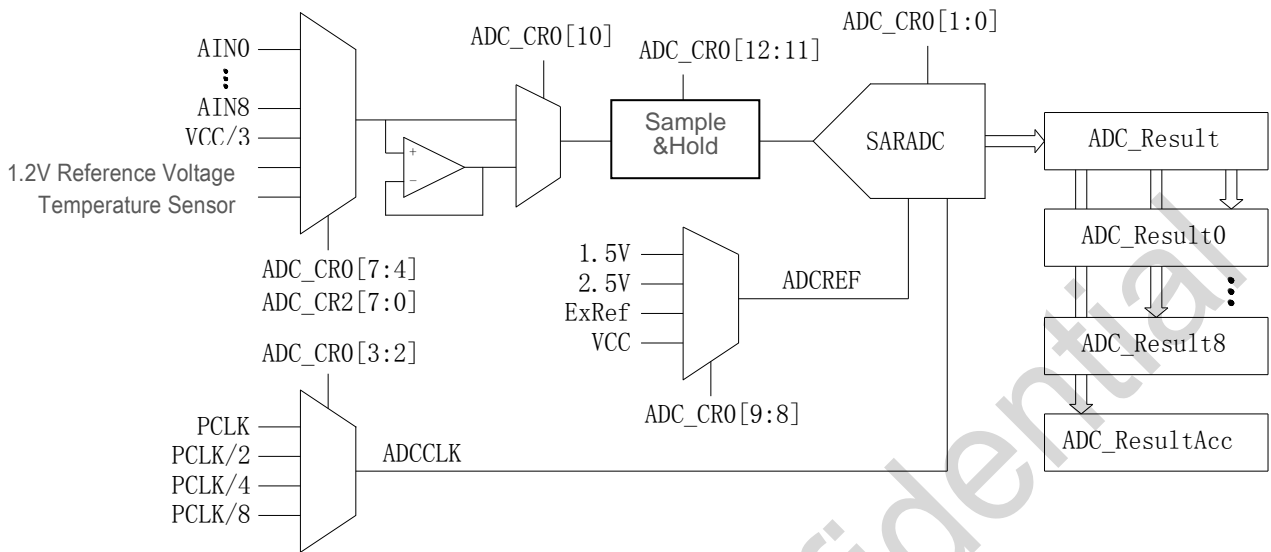 AIN0
AIN8
VCC/3
1.2V Reference Voltage
Temperature Sensor
ADC_CR0[7:4]
ADC_CR2[7:0]
ADC_CR0[10]
ADC_CR0[12:11]
Sample
&Hold
ADC_CR0[1:0]
SARADC
ADC_Result
ADC_Result0
ADC_Result8
ADC_ResultAcc
1.5V
2.5V
ExRef
VCC
ADCREF
ADC_CR0[9:8]
ADC_CR0[3:2]
PCLK
PCLK/2
PCLK/4
PCLK/8
ADCCLK
fidential